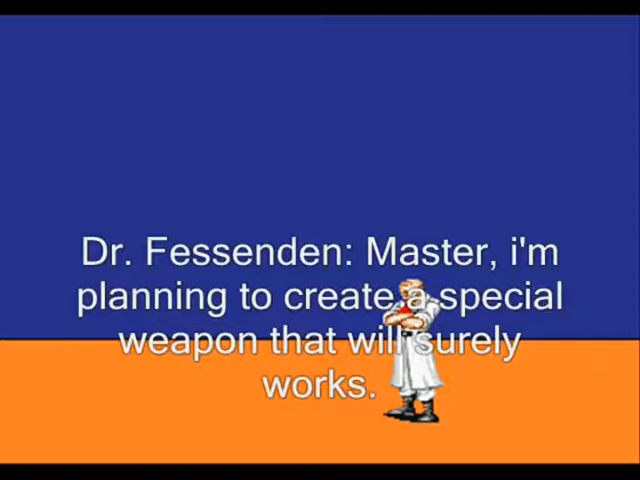 Dr. Fessenden: Master, i'm
planning to create a special
weapon that will surely
works.